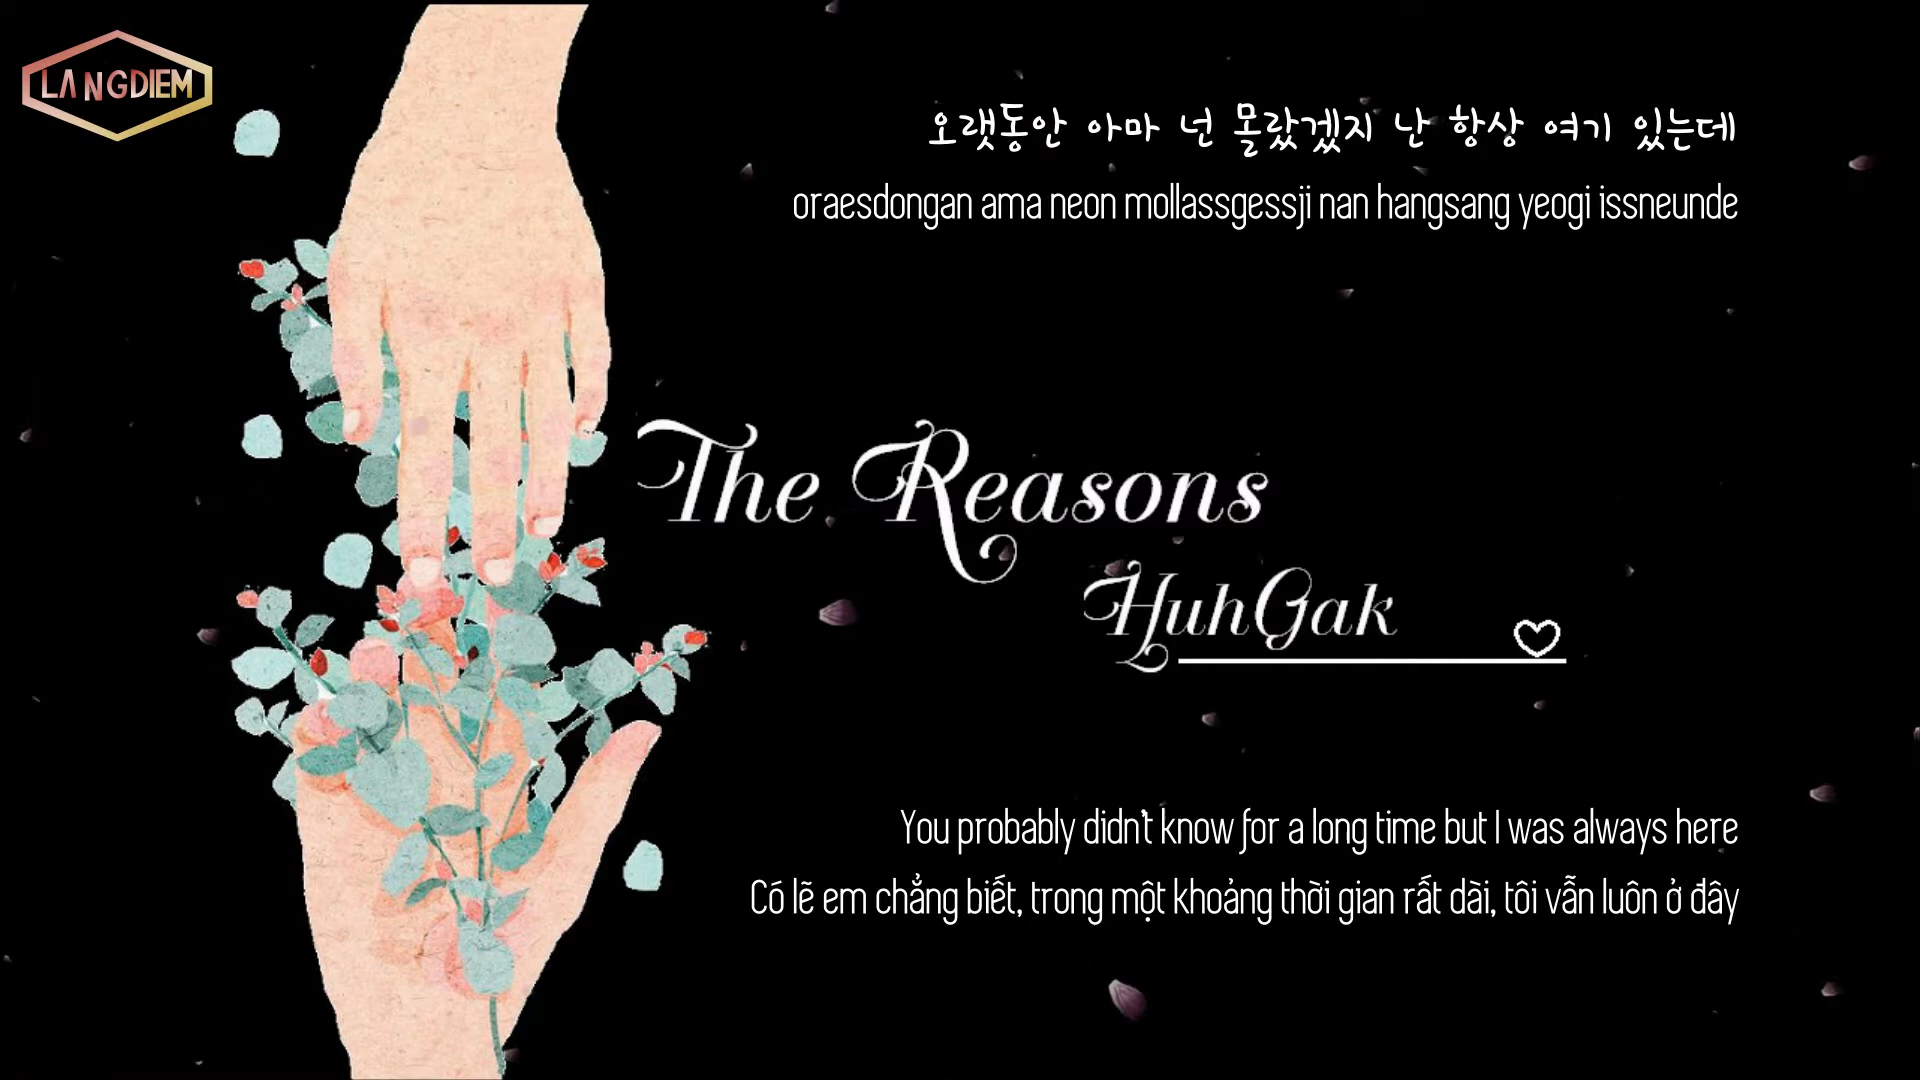 LANGDIEM
오랫동안 아마 넌 몰랐겠지 난 항상 여기 있는데
oraesdongan ama neon mollassgessji nan hangsang yeogi issneunde
The Reasons
HuhGak
You probably didn't know for a long time but I was always here
Có lẽ em chẳng biết, trong một khoảng thời gian rất dài, tôi vẫn luôn ở đây